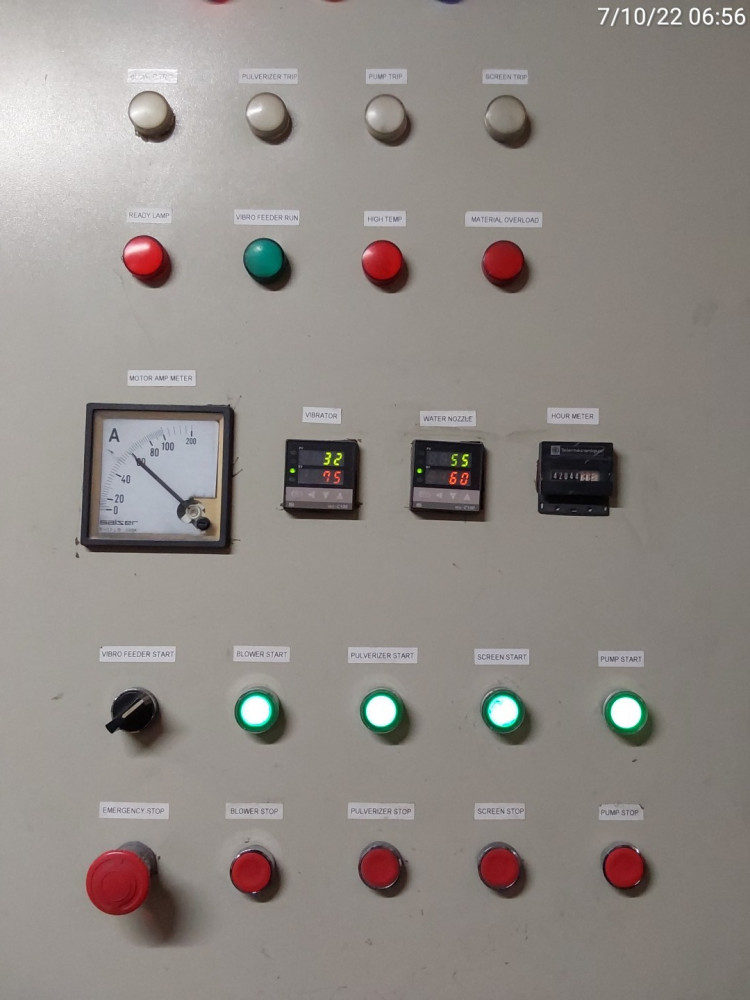 7/10/22 06:56
PULVERIZER TRIP
PUMP TRIP
SCREEN TRIP
READY LAMP
VIBRO FEEDER RUN
HIGH TEMP
MATERIAL OVERLOAD
MOTOR AMP METER
VIBRATOR
WATER NOZZLE
HOUR METER
A
0
20
40
60
80
100
200
salzer
32
75
55
60
VIBRO FEEDER START
BLOWER START
PULVERIZER START
SCREEN START
PUMP START
EMERGENCY STOP
BLOWER STOP
PULVERIZER STOP
SCREEN STOP
PUMP STOP